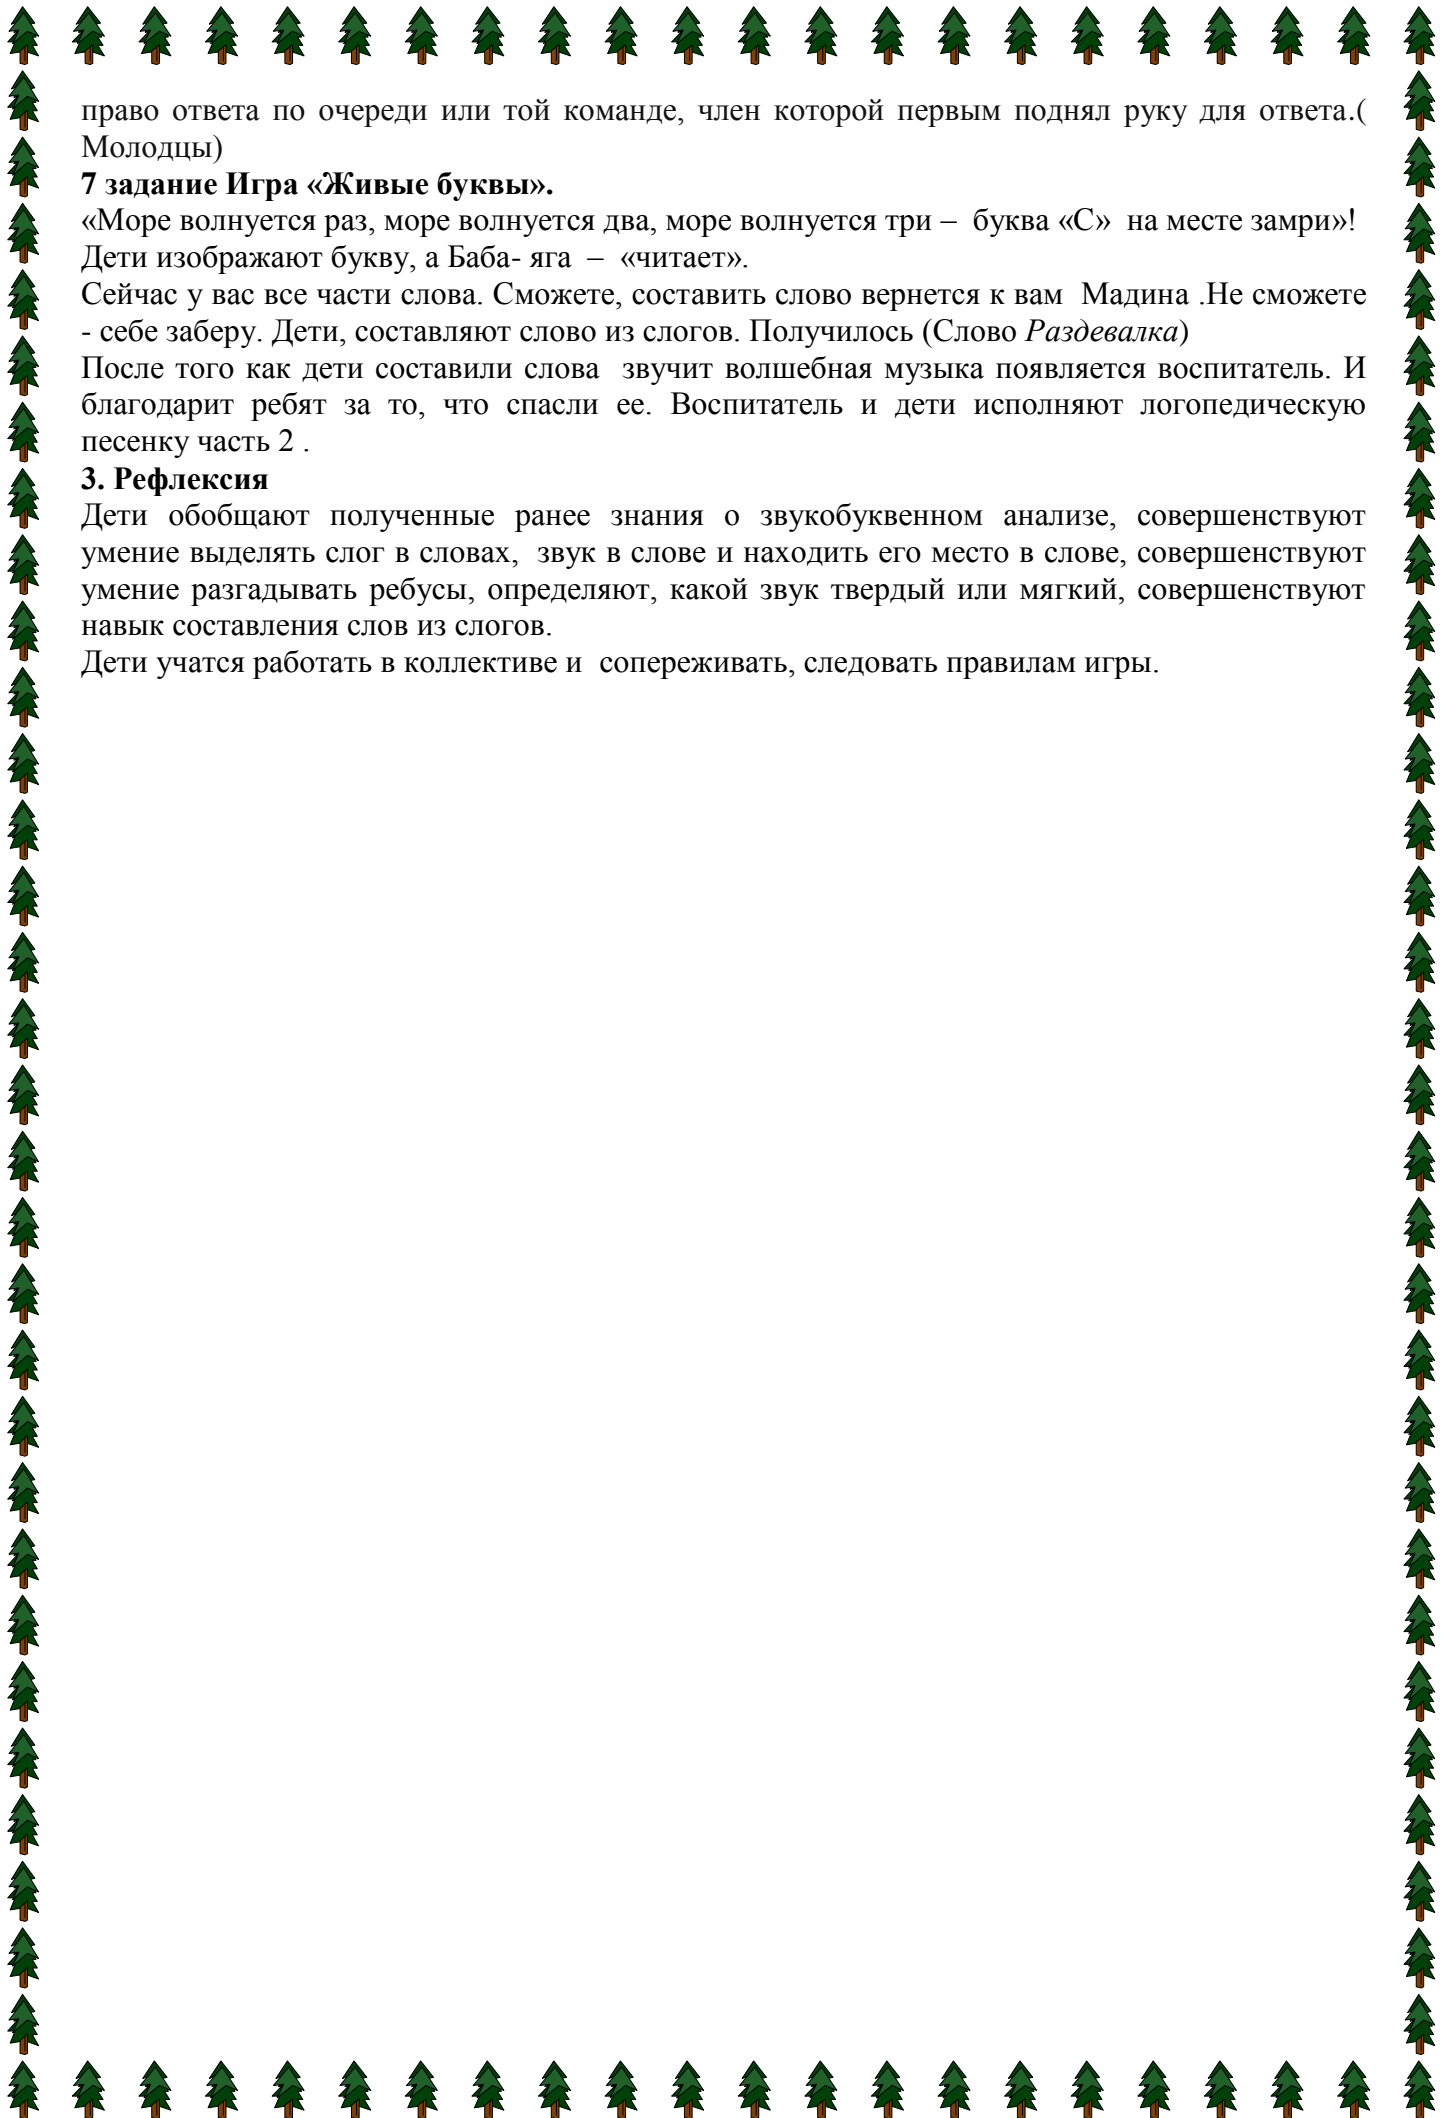 право ответа по очереди или той команде, член которой первым поднял руку для ответа.(
Молодцы)
7 задание Игра «Живые буквы».
«Море волнуется раз, море волнуется два, море волнуется три – буква «С» на месте замри»!
Дети изображают букву, а Баба- яга – «читает».
Сейчас у вас все части слова. Сможете, составить слово вернется к вам Мадина .Не сможете
- себе заберу. Дети, составляют слово из слогов. Получилось (Слово Раздевалка)
После того как дети составили слова звучит волшебная музыка появляется воспитатель. И
благодарит ребят за то, что спасли ее. Воспитатель и дети исполняют логопедическую
песенку часть 2 .
3. Рефлексия
Дети обобщают полученные ранее знания о звукобуквенном анализе, совершенствуют
умение выделять слог в словах, звук в слове и находить его место в слове, совершенствуют
умение разгадывать ребусы, определяют, какой звук твердый или мягкий, совершенствуют
навык составления слов из слогов.
Дети учатся работать в коллективе и сопереживать, следовать правилам игры.